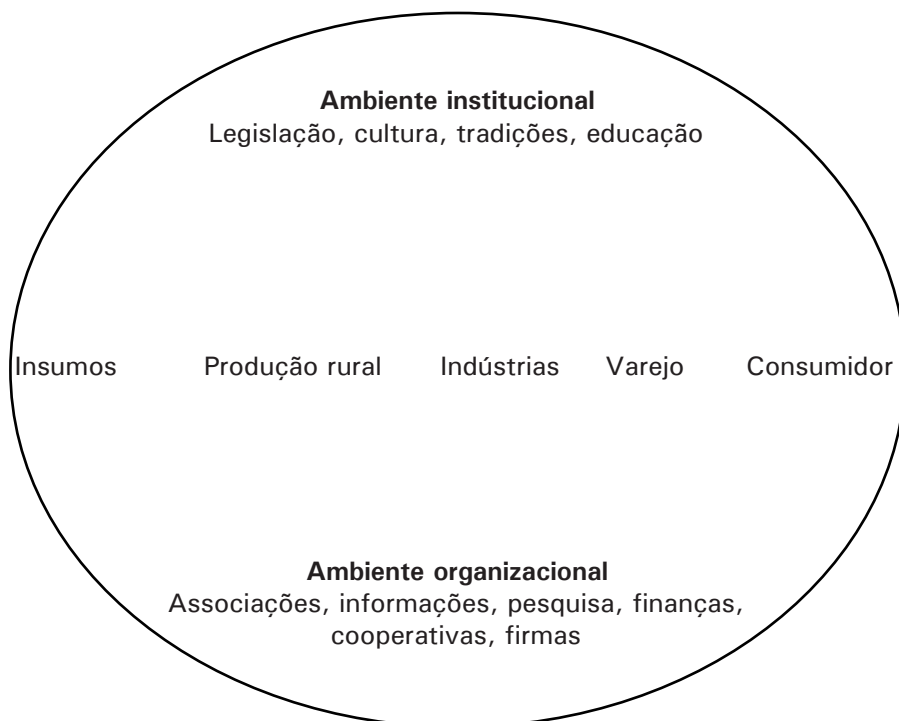 Ambiente institucional
Legislação, cultura, tradições, educação
Insumos Produção rural Indústrias Varejo Consumidor
Ambiente organizacional
Associações, informações, pesquisa, finanças,
cooperativas, firmas